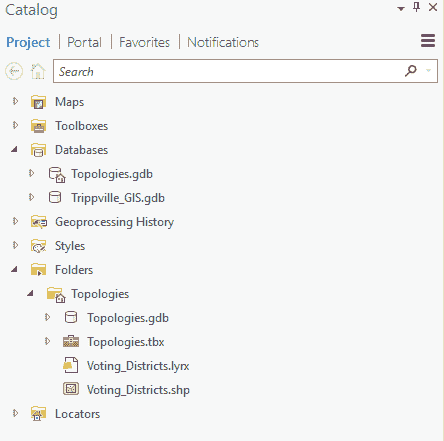 Catalog
Project | Portal | Favorites | Notifications
Search
Maps
Toolboxes
Databases
Topologies.gdb
Trippville_GIS.gdb
Geoprocessing History
Styles
Folders
Topologies
Topologies.gdb
Topologies.tbx
Voting_Districts.lyrx
Voting_Districts.shp
Locators